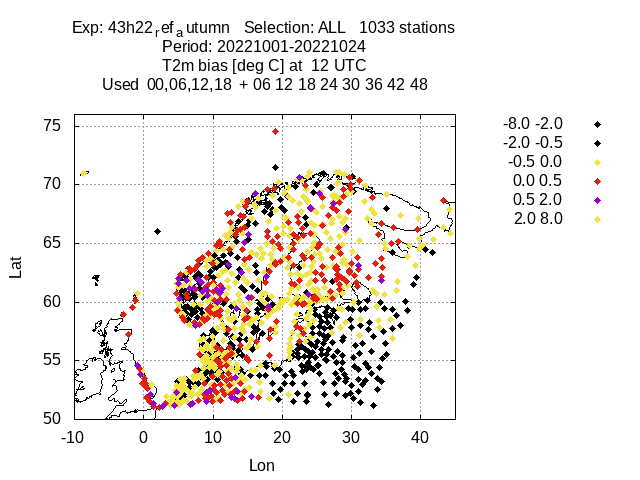 Exp: 43h22ref_autumn Selection: ALL 1033 stations
Period: 20221001-20221024
T2m bias [deg C] at 12 UTC
Used 00,06,12,18 + 06 12 18 24 30 36 42 48
-8.0 -2.0
-2.0 -0.5
-0.5 0.0
0.0 0.5
0.5 2.0
2.0 8.0
75
70
65
60
55
50
Lat
-10 0 10 20 30 40
Lon